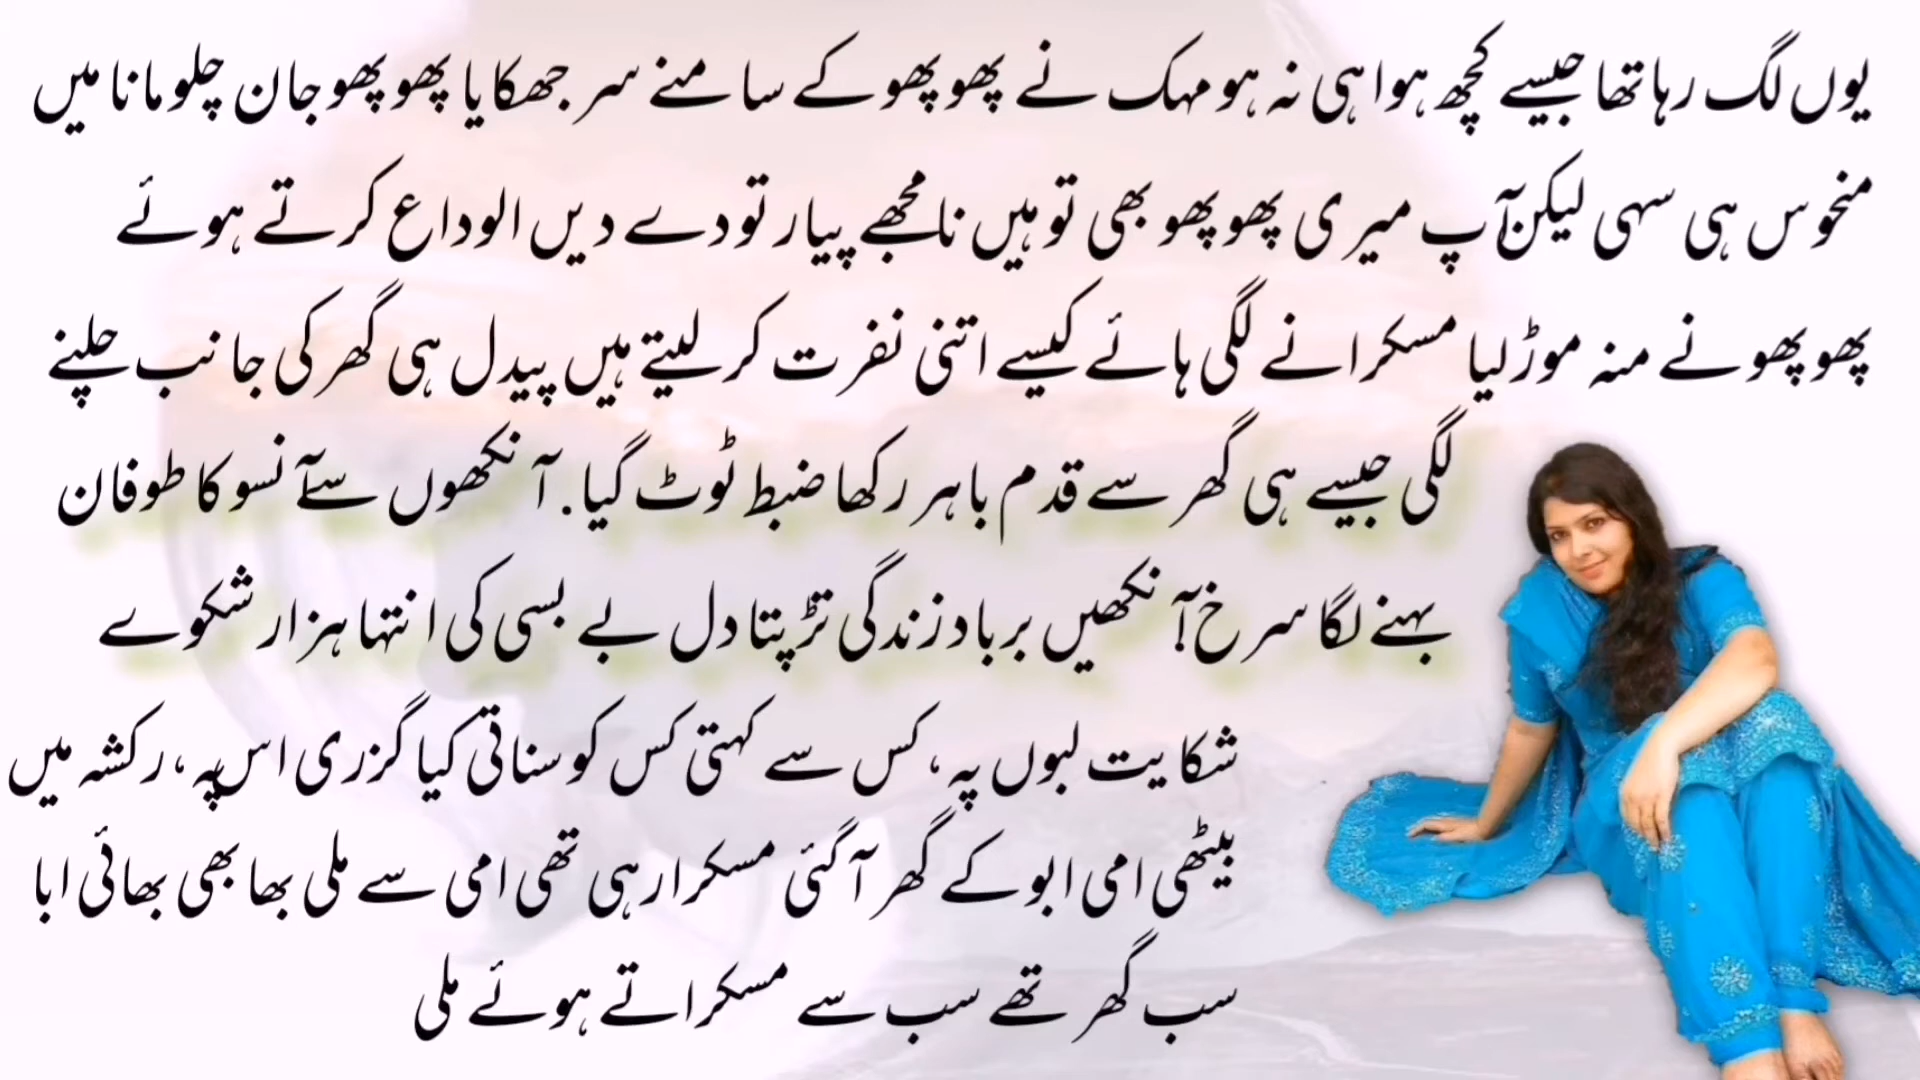 یوں لگ رہا تھا جیسے کچھ ہوا ہی نہ ہو مہک نے پھوپھو کے سامنے سر جھکایا پھوپھو جان چلو مانا میں
منحوس ہی سہی لیکن آپ میری پھوپھو بھی تو ہیں نا مجھے پیار تو دے دیں الوداع کرتے ہوئے
پھوپھو نے منہ موڑ لیا مسکرانے لگی ہائے کیسے اتنی نفرت کر لیتے ہیں پیدل ہی گھر کی جانب چلنے
لگی جیسے ہی گھر سے قدم باہر رکھا ضبط ٹوٹ گیا. آنکھوں سے آنسو کا طوفان
بہنے لگا سرخ آنکھیں برباد زندگی تڑپتا دل بے بسی کی انتہا ہزار شکوے
شکایت لبوں پہ، کس سے کہتی کس کو سناتی کیا گزری اس پہ، رکشہ میں
بیٹھی امی ابو کے گھر آگئی مسکرا رہی تھی امی سے ملی بھابھی بھائی ابا
سب گھر تھے سب سے مسکراتے ہوئے ملی